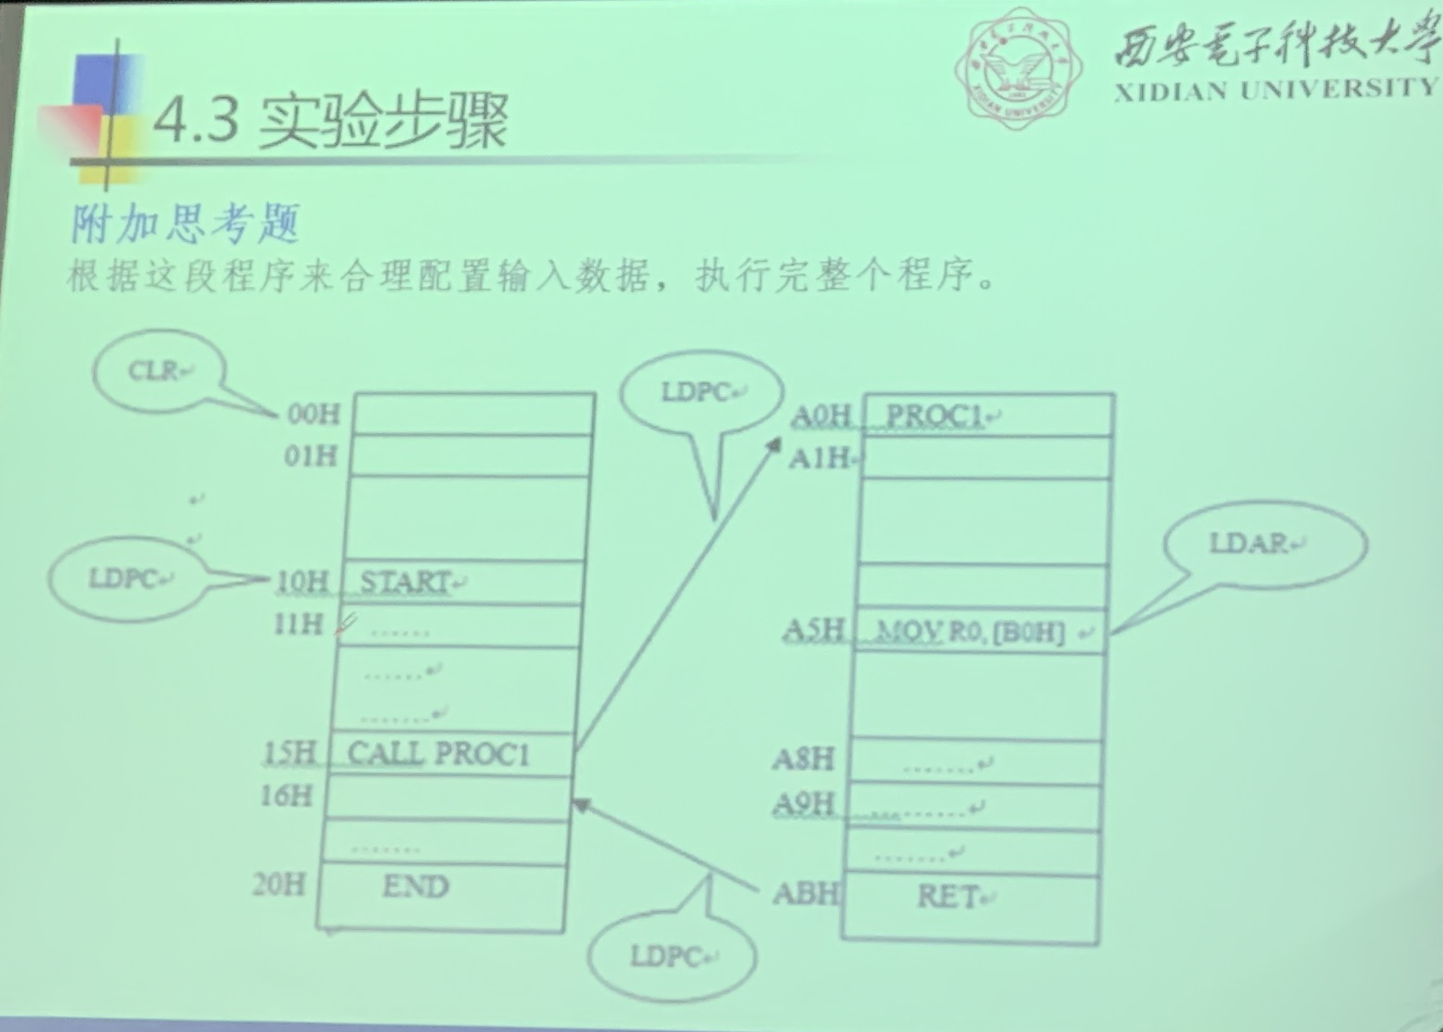 西安電子科技大學
XIDIAN UNIVERSITY
4.3 实验步骤
附加思考题
根据这段程序来合理配置输入数据，执行完整个程序。
CLR
00H
01H
LDPC
10H START
11H ......
......
.......
15H CALL PROC1
16H
.......
20H END
LDPC
A0H PROC1
A1H
LDAR
A5H MOV R0, [B0H]
A8H .......
A9H ..........
.......
ABH RET
LDPC